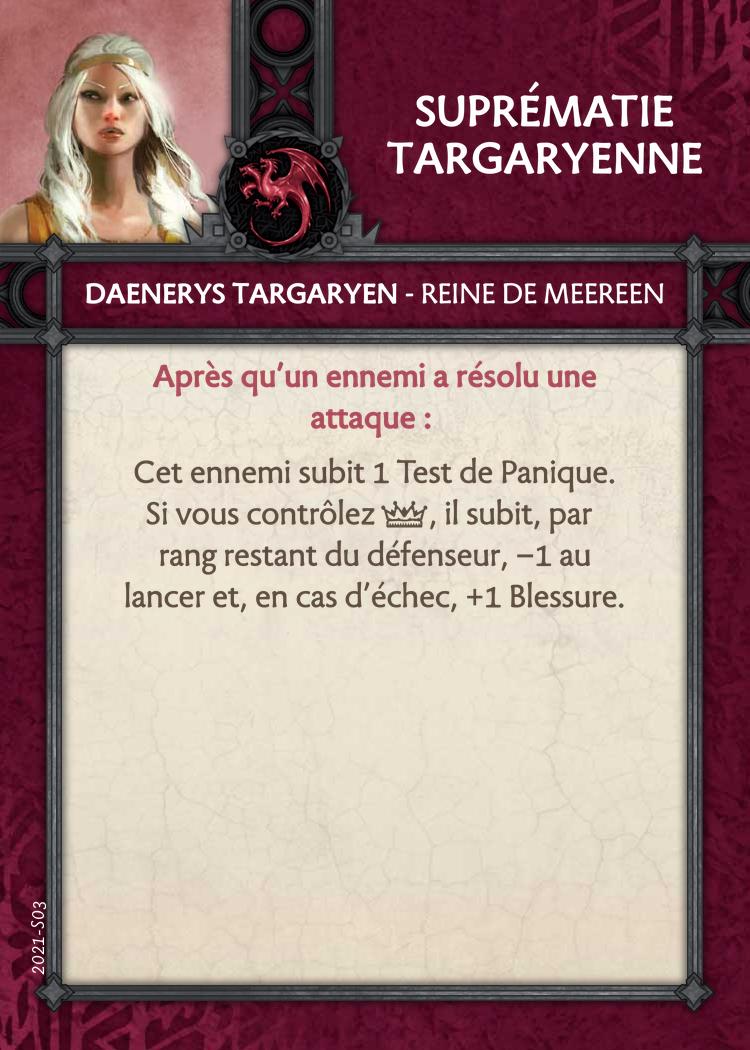 SUPRÉMATIE
TARGARYENNE
DAENERYS TARGARYEN - REINE DE MEEREEN
Après qu’un ennemi a résolu une
attaque :
Cet ennemi subit 1 Test de Panique.
Si vous contrôlez , il subit, par
rang restant du défenseur, –1 au
lancer et, en cas d’échec, +1 Blessure.
2021-S03